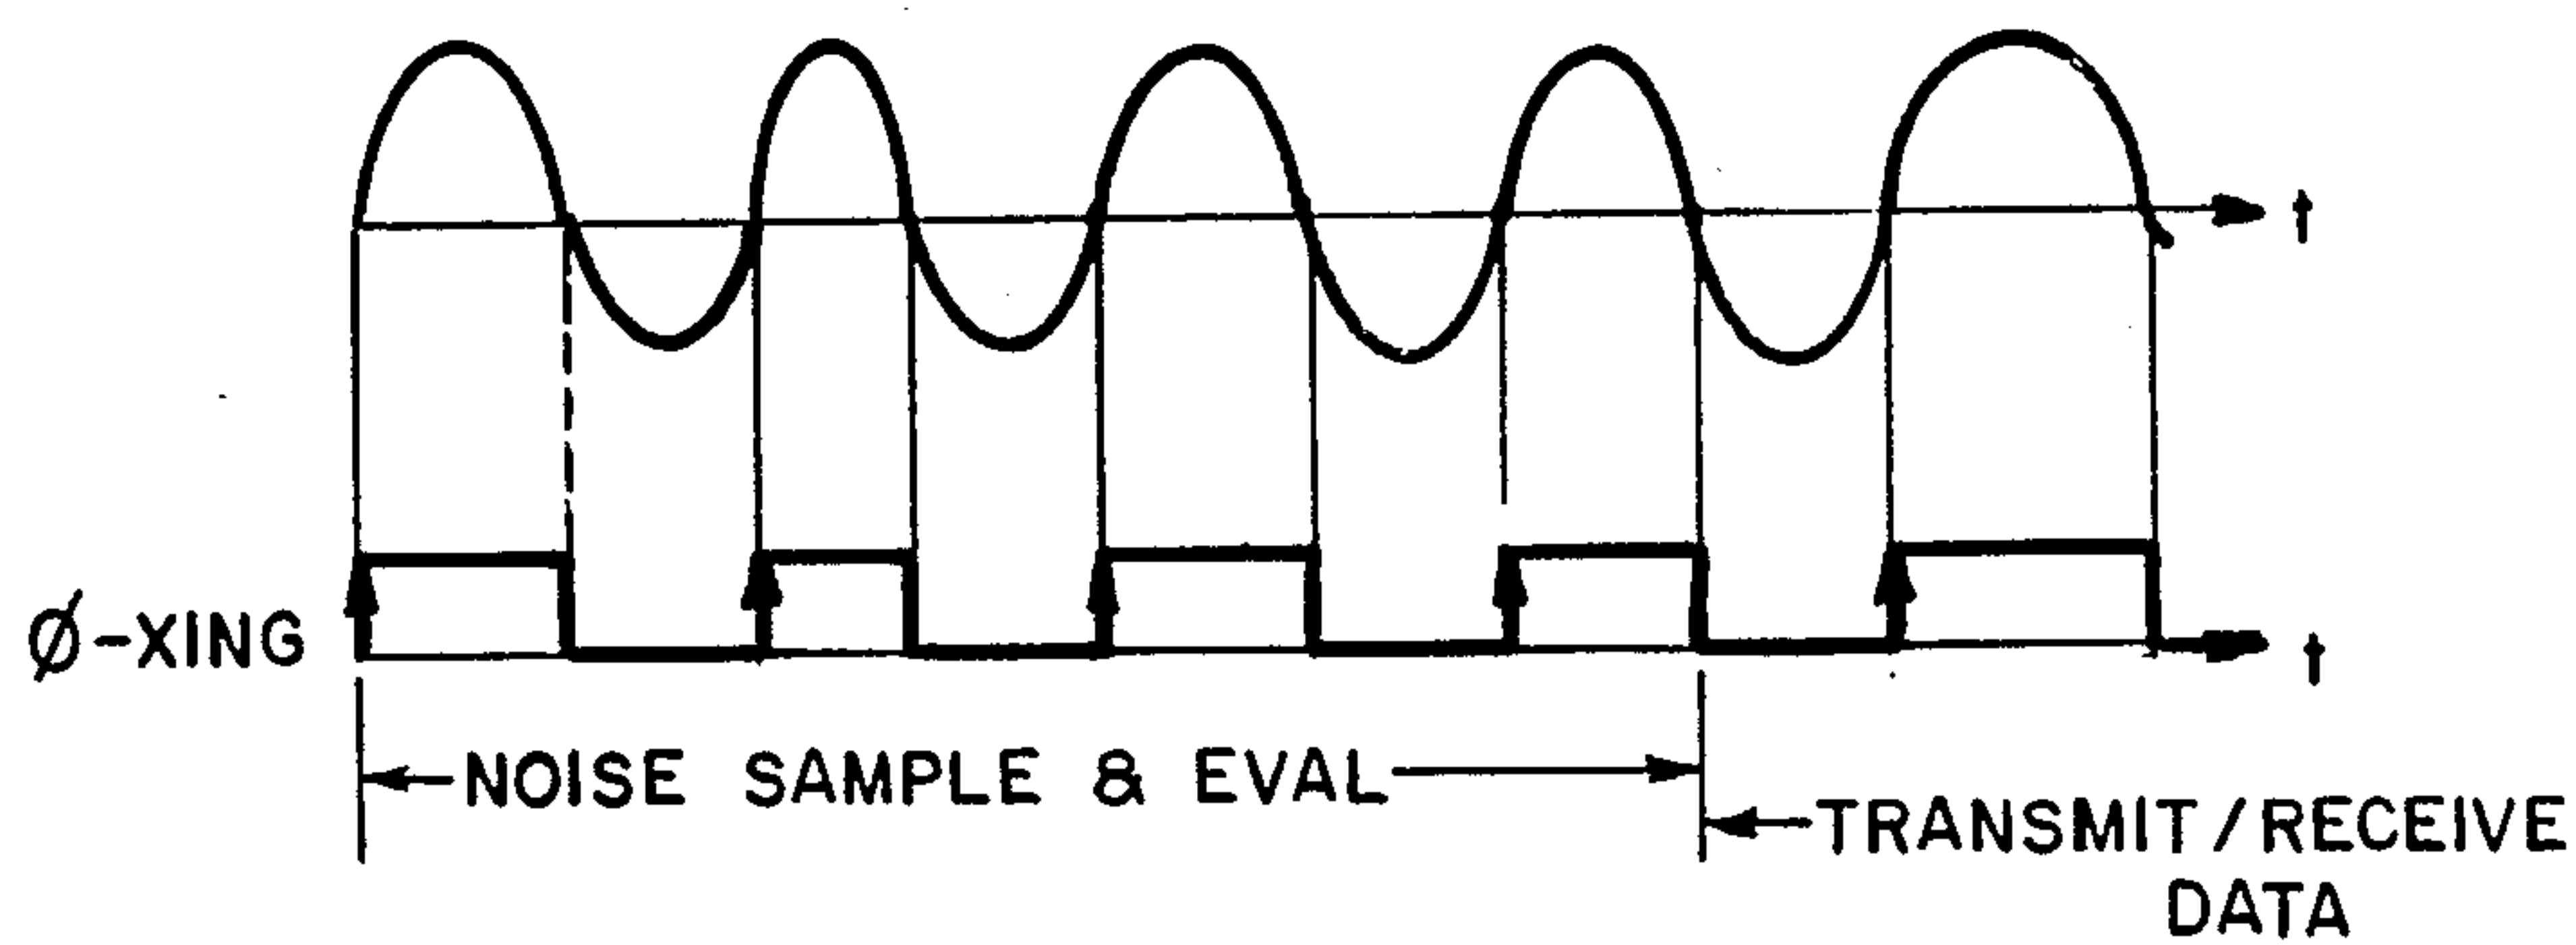 t
Ø-XING
t
NOISE SAMPLE & EVAL
TRANSMIT/RECEIVE
DATA